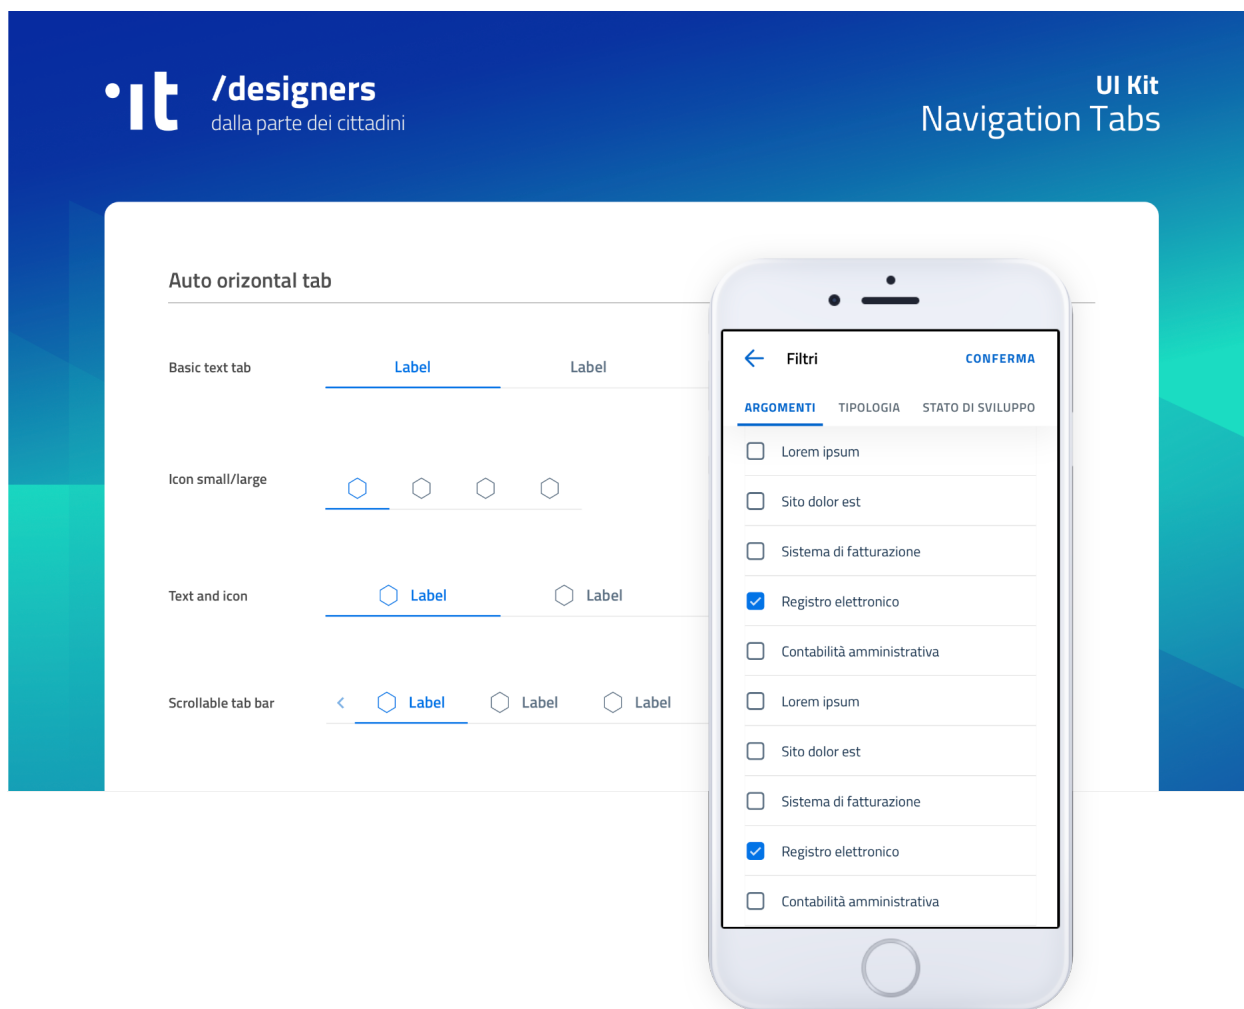 it
/designers
dalla parte dei cittadini
UI Kit
Navigation Tabs
Auto orizontal tab
Basic text tab
Label Label
Icon small/large
Text and icon
Label Label
Scrollable tab bar
Label Label Label
Filtri CONFERMA
ARGOMENTI TIPOLOGIA STATO DI SVILUPPO
Lorem ipsum
Sito dolor est
Sistema di fatturazione
Registro elettronico
Contabilità amministrativa
Lorem ipsum
Sito dolor est
Sistema di fatturazione
Registro elettronico
Contabilità amministrativa